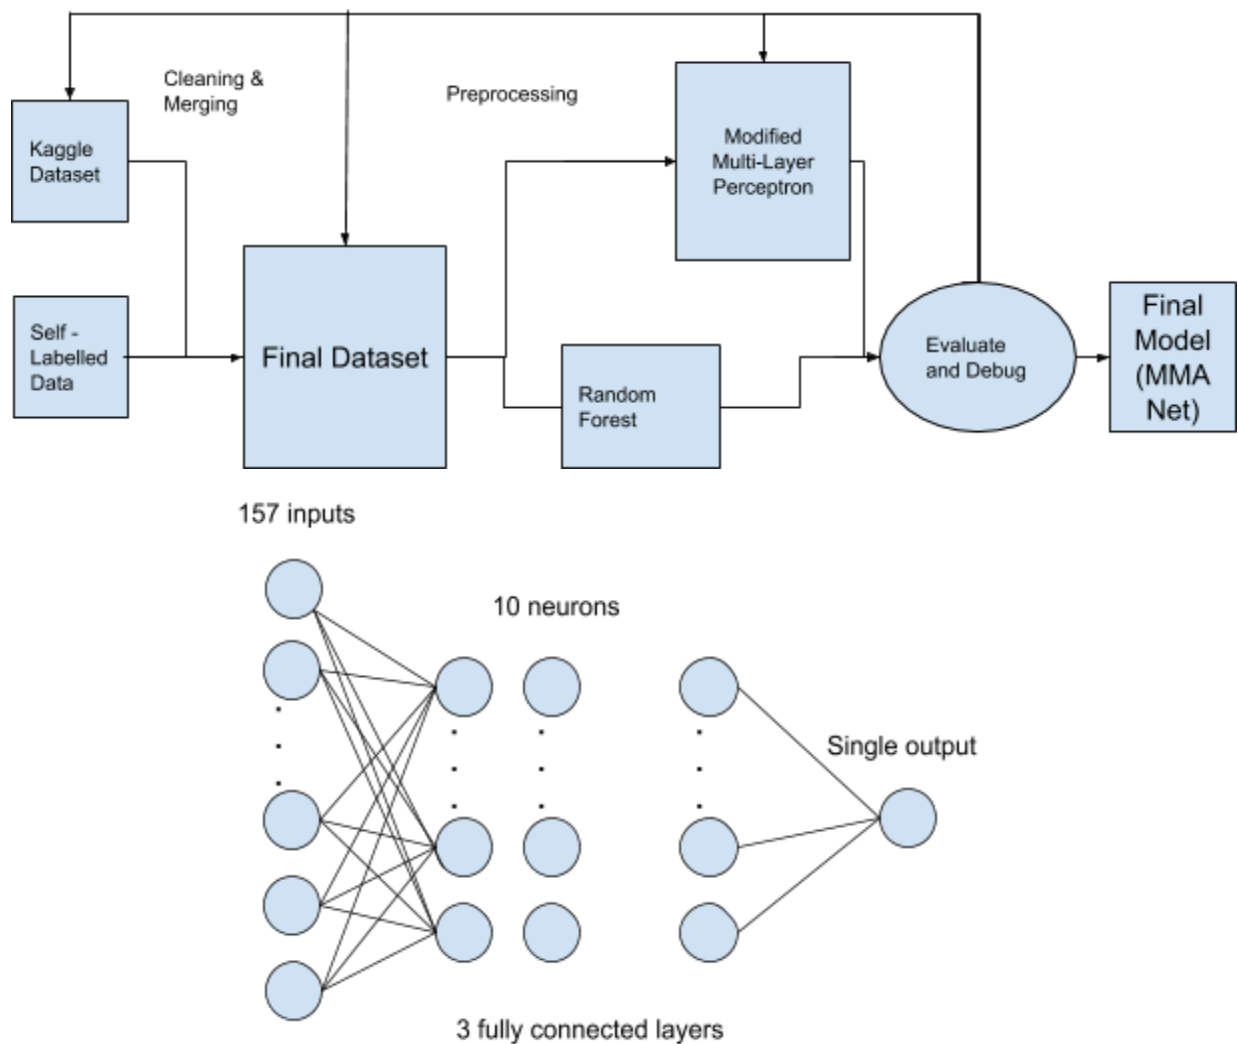 Cleaning &
Merging
Preprocessing
Kaggle
Dataset
Modified
Multi-Layer
Perceptron
Self -
Labelled
Data
Final Dataset
Random
Forest
Evaluate
and Debug
Final
Model
(MMA
Net)
157 inputs
10 neurons
Single output
3 fully connected layers